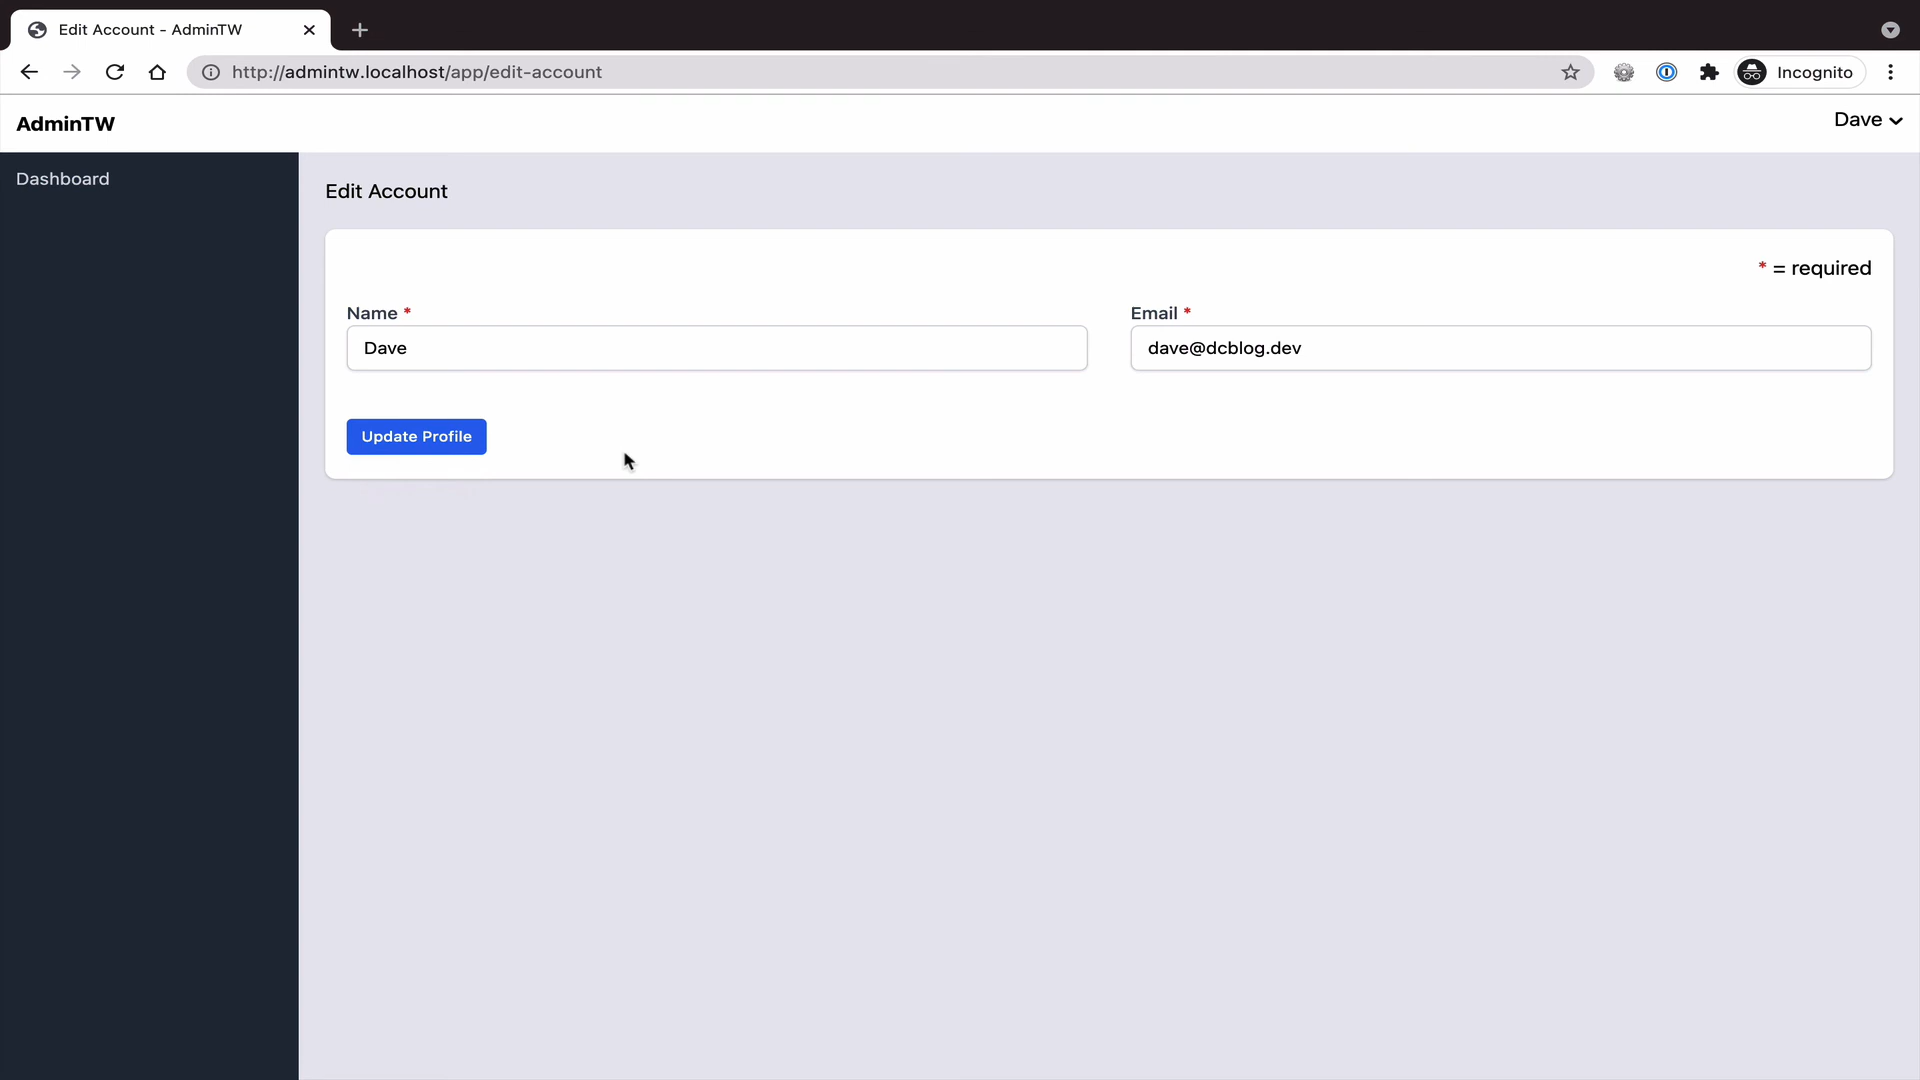 Edit Account - AdminTW
http://admintw.localhost/app/edit-account
Incognito
AdminTW
Dave
Dashboard
Edit Account
* = required
Name *
Email *
Dave
dave@dcblog.dev
Update Profile